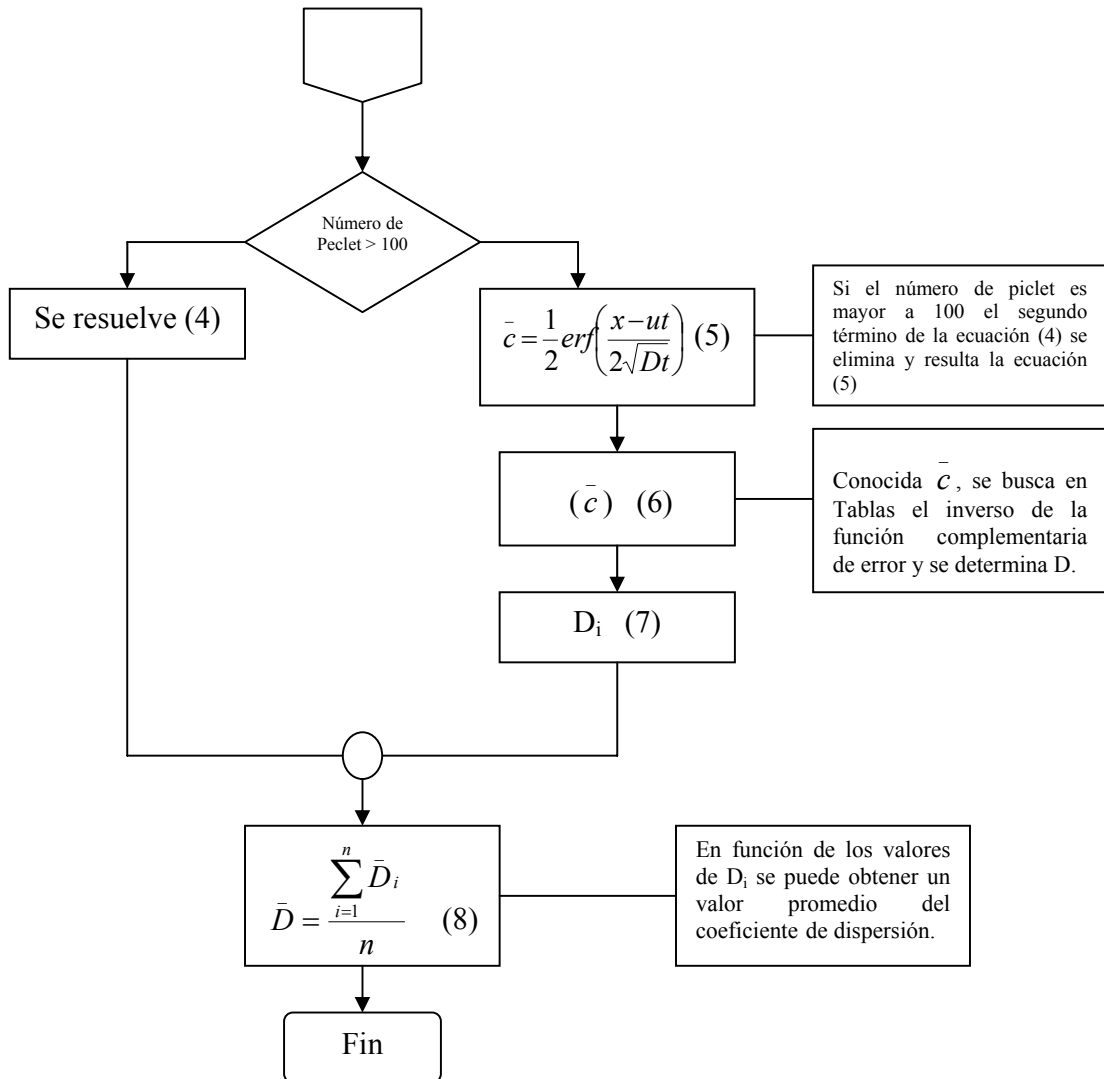 Número de
Peclet > 100
Se resuelve (4)
c̄ = 1/2 erf((x−ut)/(2√Dt)) (5)
Si el número de piclet es
mayor a 100 el segundo
término de la ecuación (4) se
elimina y resulta la ecuación
(5)
(c̄) (6)
Conocida c̄, se busca en
Tablas el inverso de la
función complementaria
de error y se determina D.
Dᵢ (7)
D̄ = (∑ᵢ₌₁ⁿ D̄ᵢ)/n (8)
En función de los valores
de Dᵢ se puede obtener un
valor promedio del
coeficiente de dispersión.
Fin